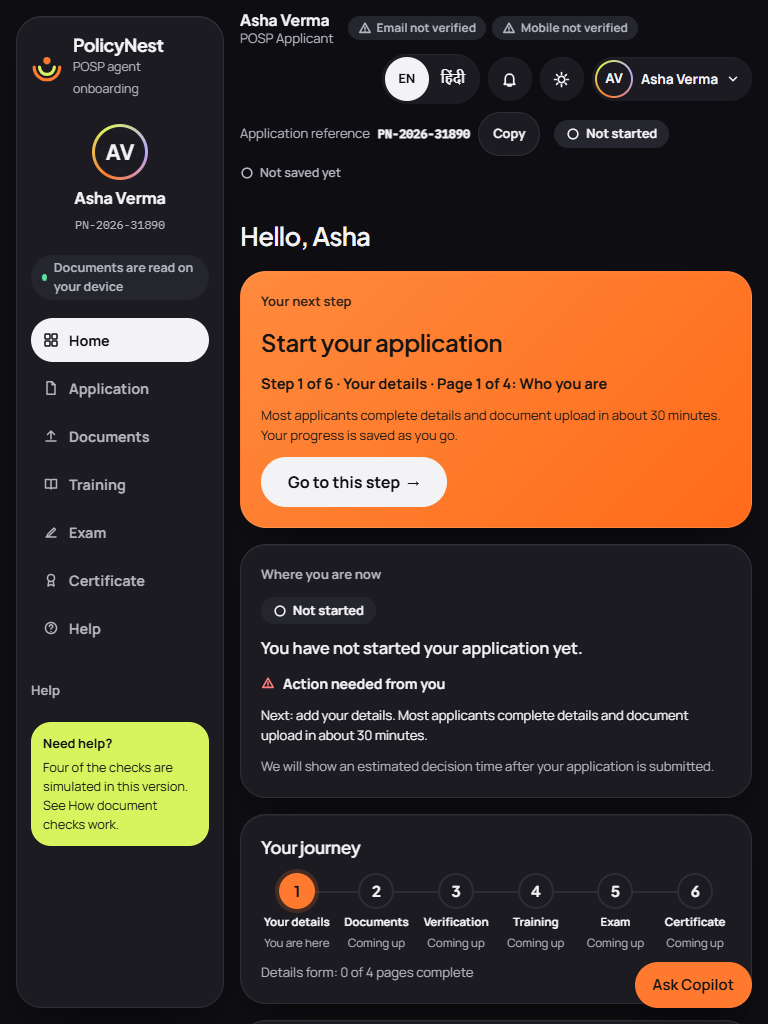 PolicyNest
POSP agent
onboarding
AV
Asha Verma
PN-2026-31890
Documents are read on
your device
Home
Application
Documents
Training
Exam
Certificate
Help
Help
Need help?
Four of the checks are
simulated in this version.
See How document
checks work.
Asha Verma
POSP Applicant
Email not verified
Mobile not verified
EN
हिंदी
AV
Asha Verma
Application reference PN-2026-31890 Copy Not started
Not saved yet
Hello, Asha
Your next step
Start your application
Step 1 of 6 · Your details · Page 1 of 4: Who you are
Most applicants complete details and document upload in about 30 minutes.
Your progress is saved as you go.
Go to this step →
Where you are now
Not started
You have not started your application yet.
Action needed from you
Next: add your details. Most applicants complete details and document
upload in about 30 minutes.
We will show an estimated decision time after your application is submitted.
Your journey
1 2 3 4 5 6
Your details Documents Verification Training Exam Certificate
You are here Coming up Coming up Coming up Coming up Coming up
Details form: 0 of 4 pages complete
Ask Copilot